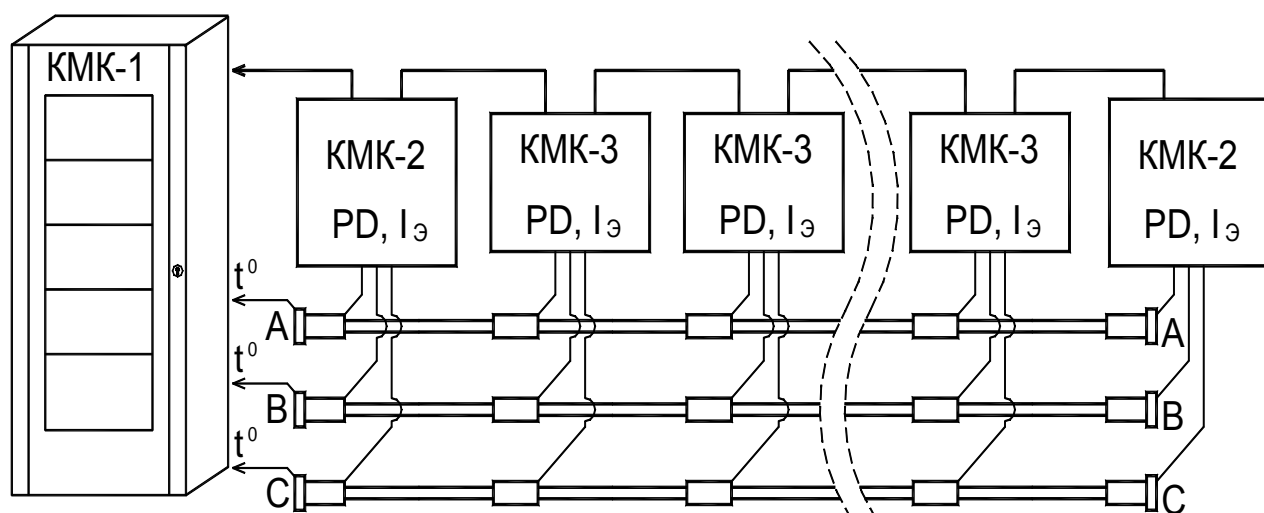 КМК-1
КМК-2
PD, Iэ
КМК-3
PD, Iэ
КМК-3
PD, Iэ
КМК-3
PD, Iэ
КМК-2
PD, Iэ
t⁰
A
A
t⁰
B
B
t⁰
C
C